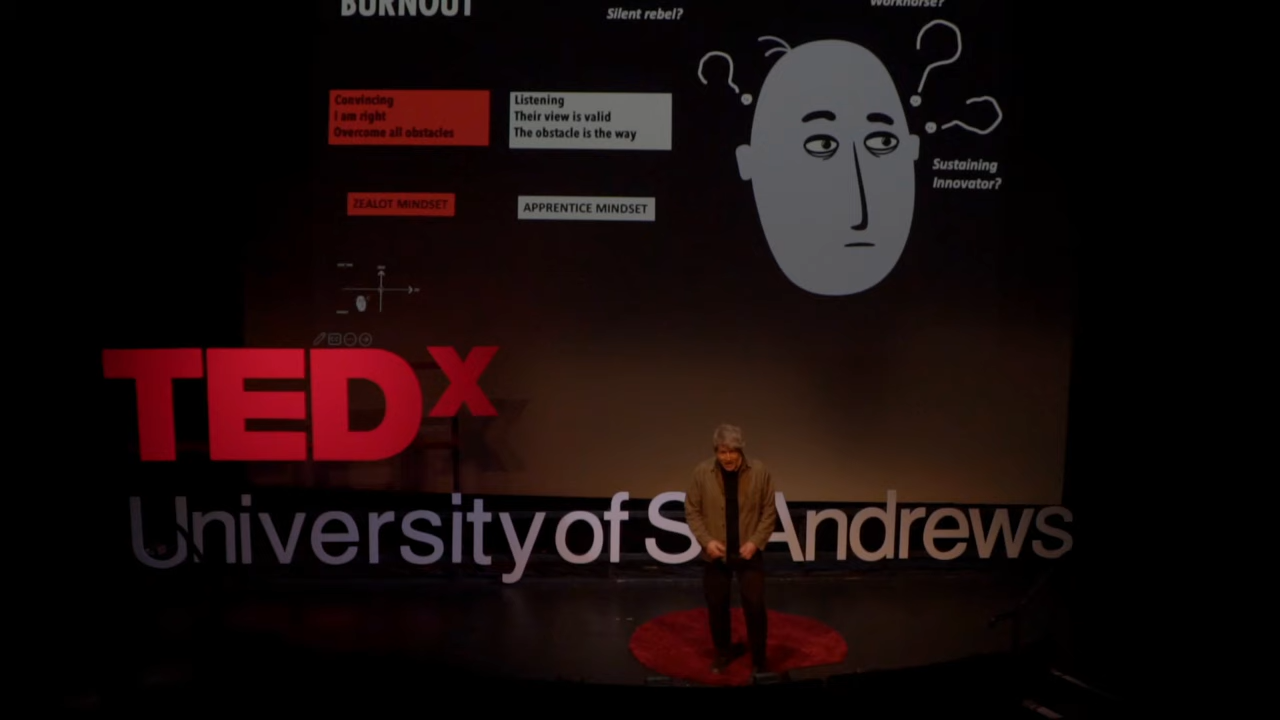 BURNOUT
Silent rebel?
Workhorse?
Convincing
I am right
Overcome all obstacles
Listening
Their view is valid
The obstacle is the way
Sustaining
Innovator?
ZEALOT MINDSET
APPRENTICE MINDSET
TEDx
University of S Andrews